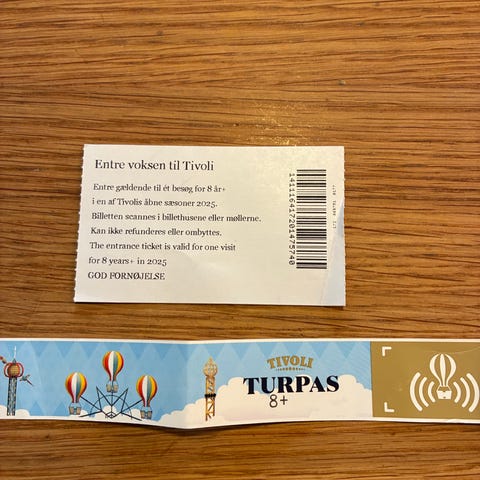 Entre voksen til Tivoli
Entre gældende til ét besøg for 8 år+
i en af Tivolis åbne sæsoner 2025.
Billetten scannes i billethusene eller møllerne.
Kan ikke refunderes eller ombyttes.
The entrance ticket is valid for one visit
for 8 years+ in 2025
GOD FORNØJELSE
141116417201475740
TIVOLI
TURPAS
8+